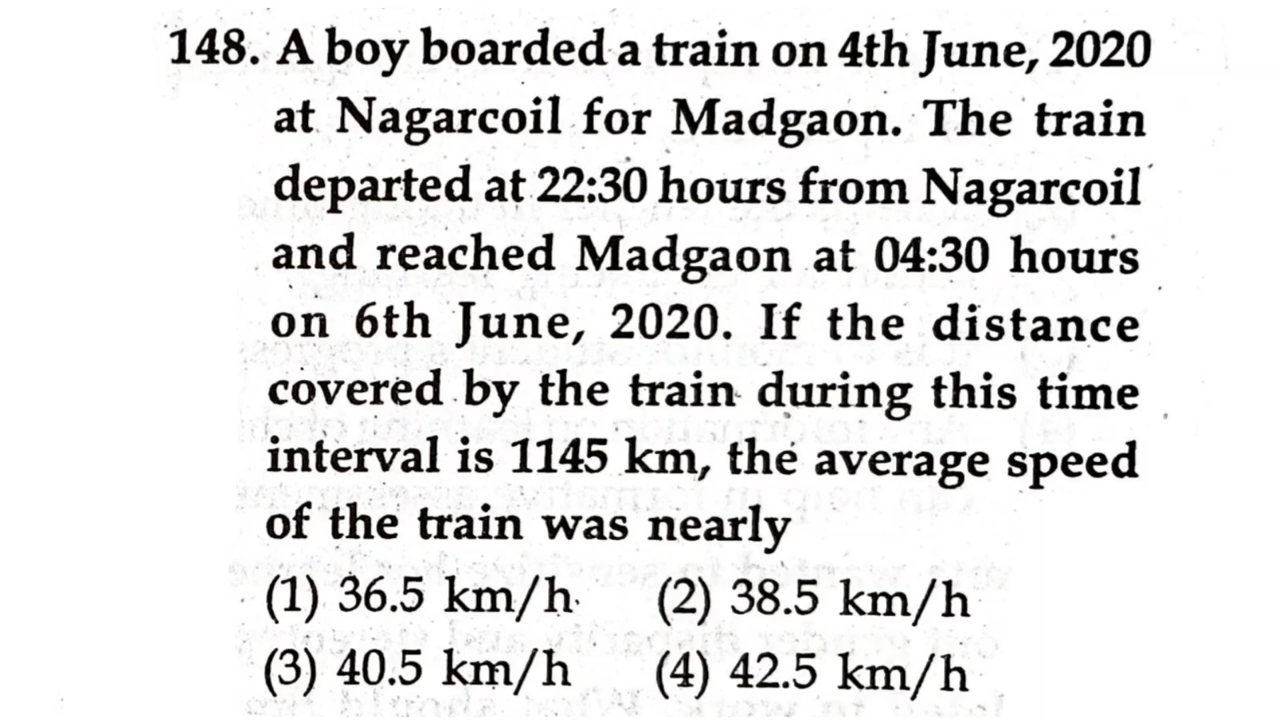 148. A boy boarded a train on 4th June, 2020
at Nagarcoil for Madgaon. The train
departed at 22:30 hours from Nagarcoil
and reached Madgaon at 04:30 hours
on 6th June, 2020. If the distance
covered by the train during this time
interval is 1145 km, the average speed
of the train was nearly
(1) 36.5 km/h (2) 38.5 km/h
(3) 40.5 km/h (4) 42.5 km/h